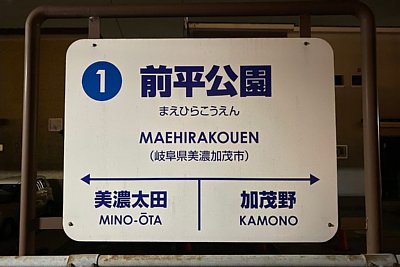 1 前平公園
まえひらこうえん
MAEHIRAKOUEN
(岐阜県美濃加茂市)
美濃太田 加茂野
MINO-ŌTA KAMONO